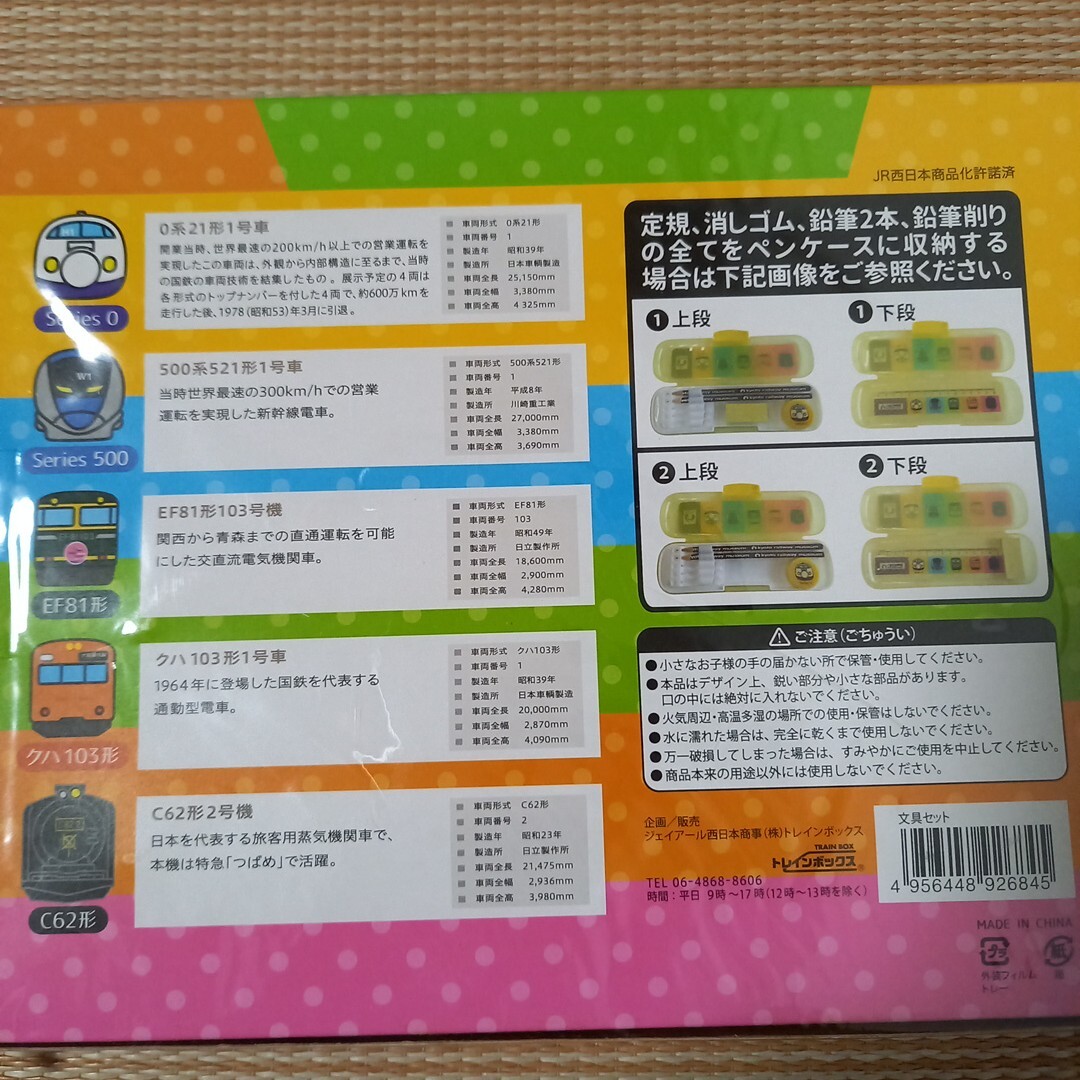 JR西日本商品化許諾済
Series 0
0系21形1号車
開業当時、世界最速の200km/h以上での営業運転を
実現したこの車両は、外観から内部構造に至るまで、当時
の国鉄の車両技術を結集したもの。展示予定の4両は
各形式のトップナンバーを付した4両で、約600万kmを
走行した後、1978(昭和53)年3月に引退。
車両形式 0系21形
車両番号 1
製造年 昭和39年
製造所 日本車輌製造
車両全長 25,150mm
車両全幅 3,380mm
車両全高 4 325mm
W1
Series 500
500系521形1号車
当時世界最速の300km/hでの営業
運転を実現した新幹線電車。
車両形式 500系521形
車両番号 1
製造年 平成8年
製造所 川崎重工業
車両全長 27,000mm
車両全幅 3,380mm
車両全高 3,690mm
EF81形
EF81形103号機
関西から青森までの直通運転を可能
にした交直流電気機関車。
車両形式 EF81形
車両番号 103
製造年 昭和49年
製造所 日立製作所
車両全長 18,600mm
車両全幅 2,900mm
車両全高 4,280mm
クハ103形
クハ103形1号車
1964年に登場した国鉄を代表する
通勤型電車。
車両形式 クハ103形
車両番号 1
製造年 昭和39年
製造所 日本車輌製造
車両全長 20,000mm
車両全幅 2,870mm
車両全高 4,090mm
C62形
C62形2号機
日本を代表する旅客用蒸気機関車で、
本機は特急「つばめ」で活躍。
車両形式 C62形
車両番号 2
製造年 昭和23年
製造所 日立製作所
車両全長 21,475mm
車両全幅 2,936mm
車両全高 3,980mm
定規、消しゴム、鉛筆2本、鉛筆削り
の全てをペンケースに収納する
場合は下記画像をご参照ください。
❶上段
❶下段
❷上段
❷下段
⚠ご注意(ごちゅうい)
●小さなお子様の手の届かない所で保管・使用してください。
●本品はデザイン上、鋭い部分や小さな部品があります。
口の中には絶対に入れないでください。
●火気周辺・高温多湿の場所での使用・保管はしないでください。
●水に濡れた場合は、完全に乾くまで使用しないでください。
●万一破損してしまった場合は、すみやかにご使用を中止してください。
●商品本来の用途以外には使用しないでください。
企画/販売
ジェイアール西日本商事(株)トレインボックス
TRAIN BOX
トレインボックス
TEL 06-4868-8606
時間:平日 9時~17時(12時~13時を除く)
文具セット
4 956448 926845
MADE IN CHINA
プラ
外装フィルム
トレー
紙
箱